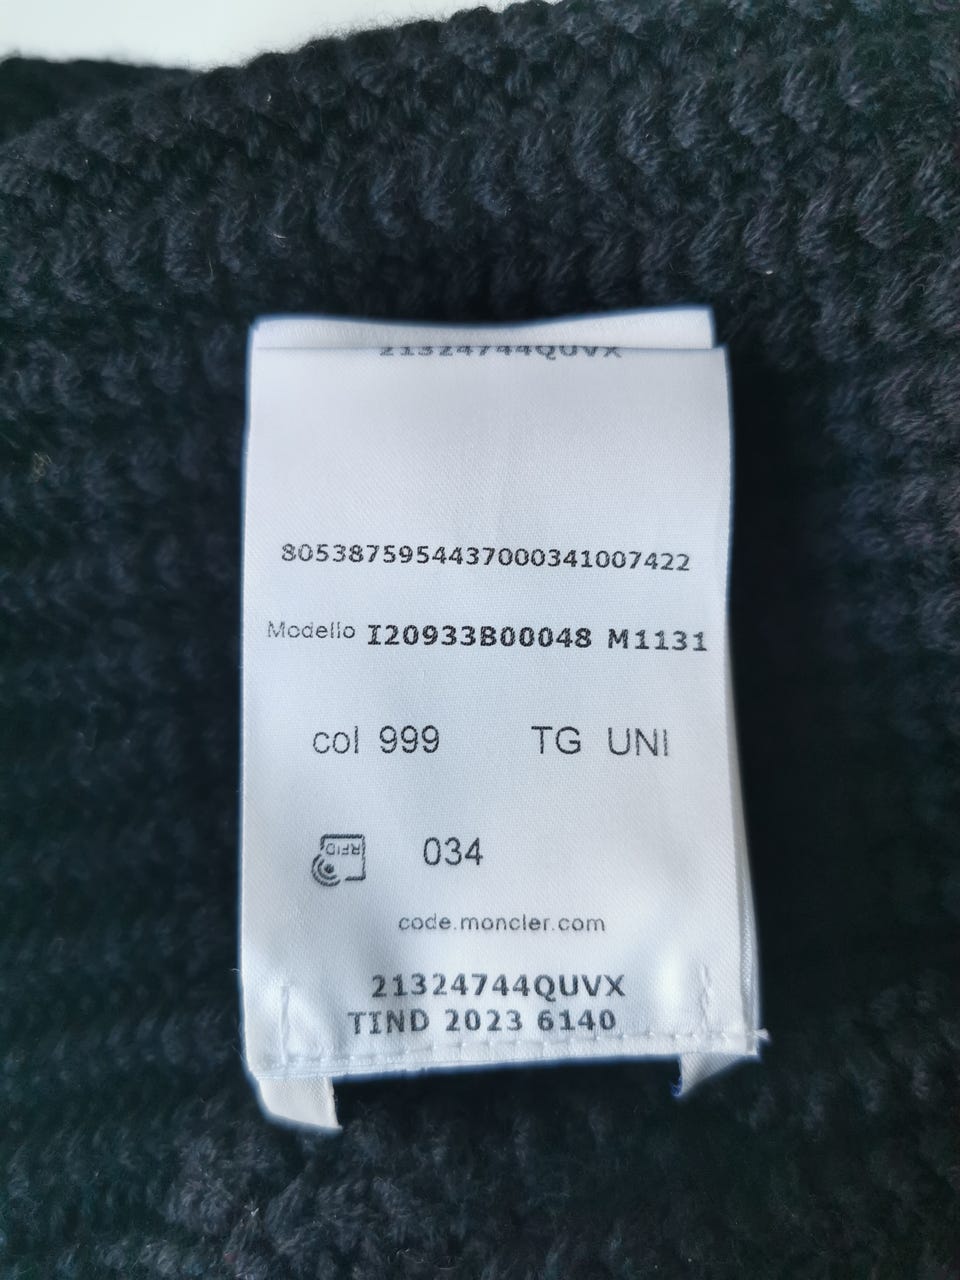 21324744QUVX
8053875954437000341007422
Modello I20933B00048 M1131
col 999 TG UNI
RFID 034
code.moncler.com
21324744QUVX
TIND 2023 6140